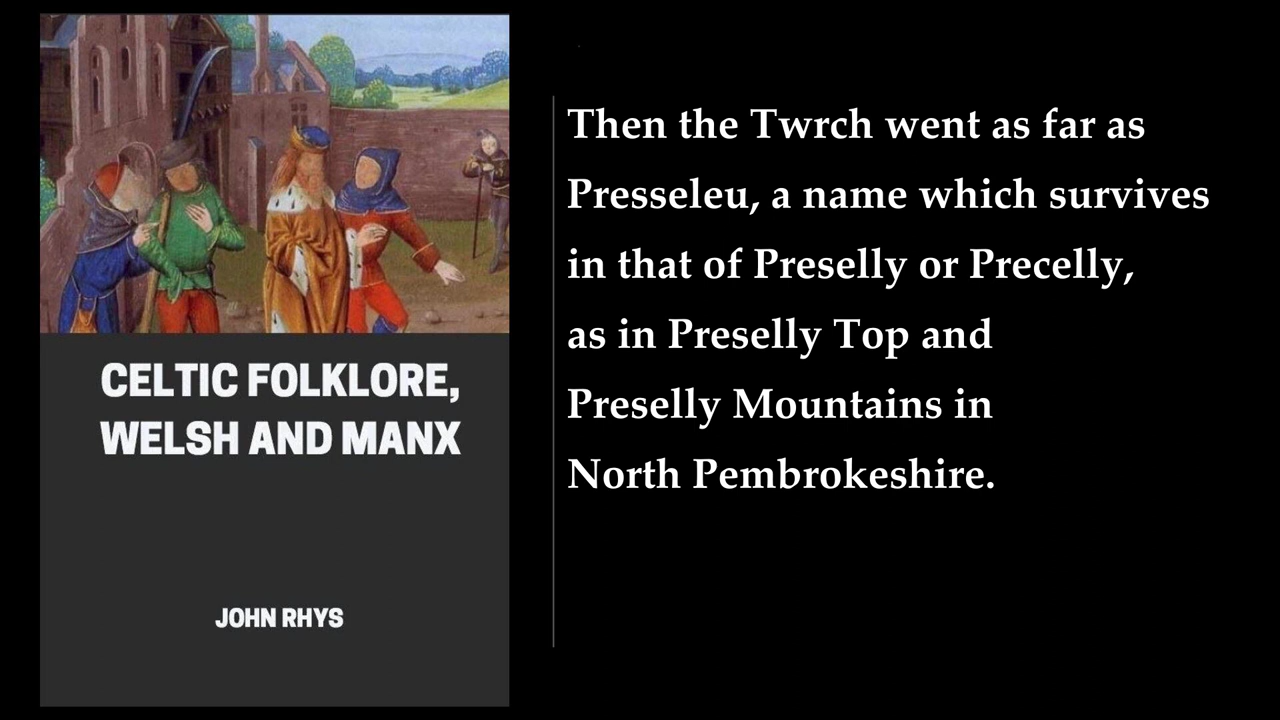 CELTIC FOLKLORE,
WELSH AND MANX
JOHN RHYS
Then the Twrch went as far as
Presseleu, a name which survives
in that of Preselly or Precelly,
as in Preselly Top and
Preselly Mountains in
North Pembrokeshire.